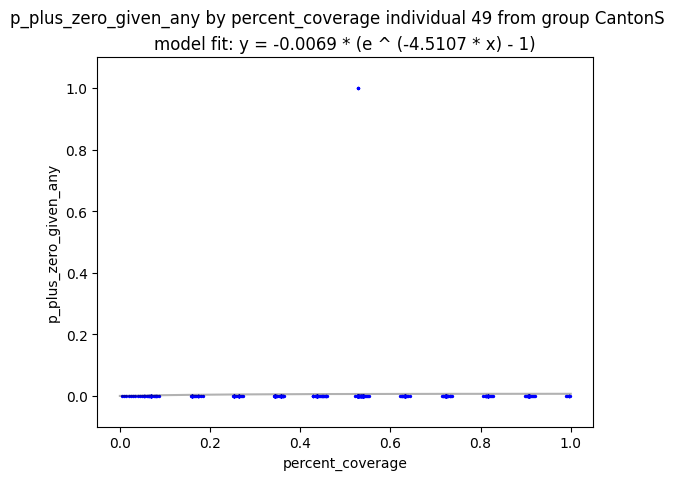 p_plus_zero_given_any by percent_coverage individual 49 from group CantonS
model fit: y = -0.0069 * (e ^ (-4.5107 * x) - 1)
p_plus_zero_given_any
1.0
0.8
0.6
0.4
0.2
0.0
0.0 0.2 0.4 0.6 0.8 1.0
percent_coverage